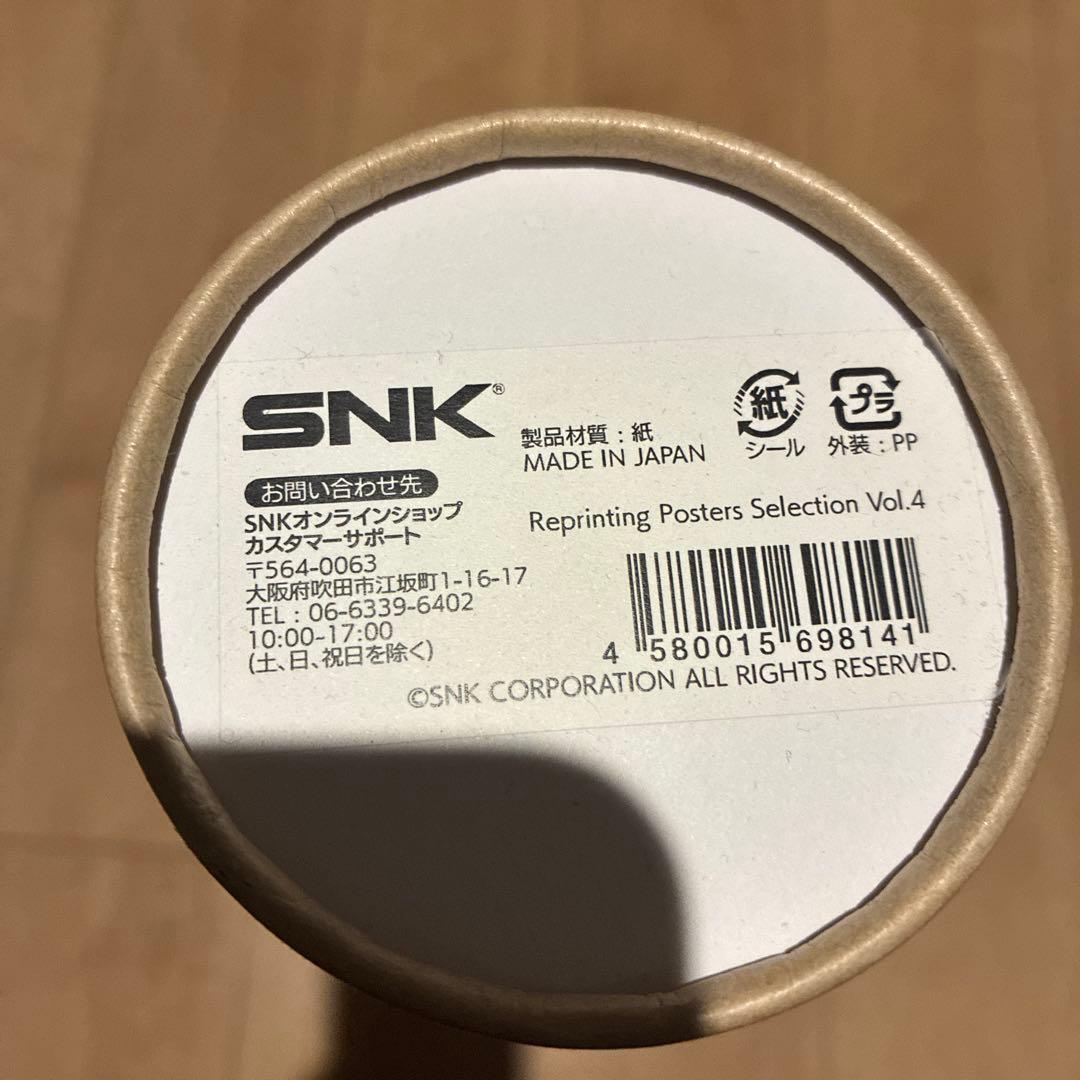 SNK®
お問い合わせ先
SNKオンラインショップ
カスタマーサポート
〒564-0063
大阪府吹田市江坂町1-16-17
TEL：06-6339-6402
10:00-17:00
(土、日、祝日を除く)
製品材質：紙
MADE IN JAPAN
紙
シール
プラ
外装：PP
Reprinting Posters Selection Vol.4
4 580015 698141
©SNK CORPORATION ALL RIGHTS RESERVED.